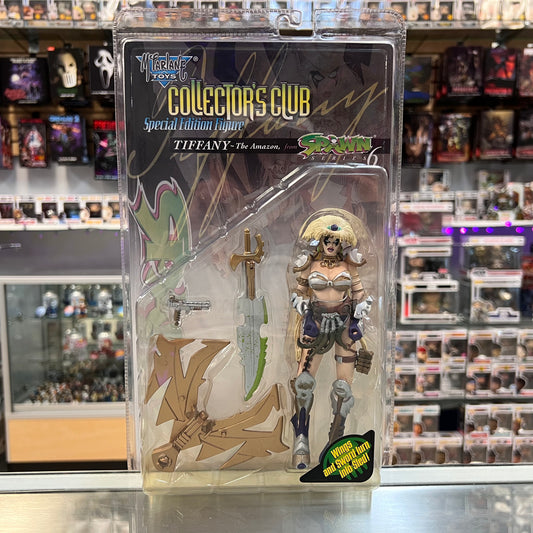 McFARLANE
TOYS
COLLECTOR'S CLUB
Special Edition Figure
TIFFANY~The Amazon, from SPAWN
SERIES 6
Wings
and Sword turn
into Sled!